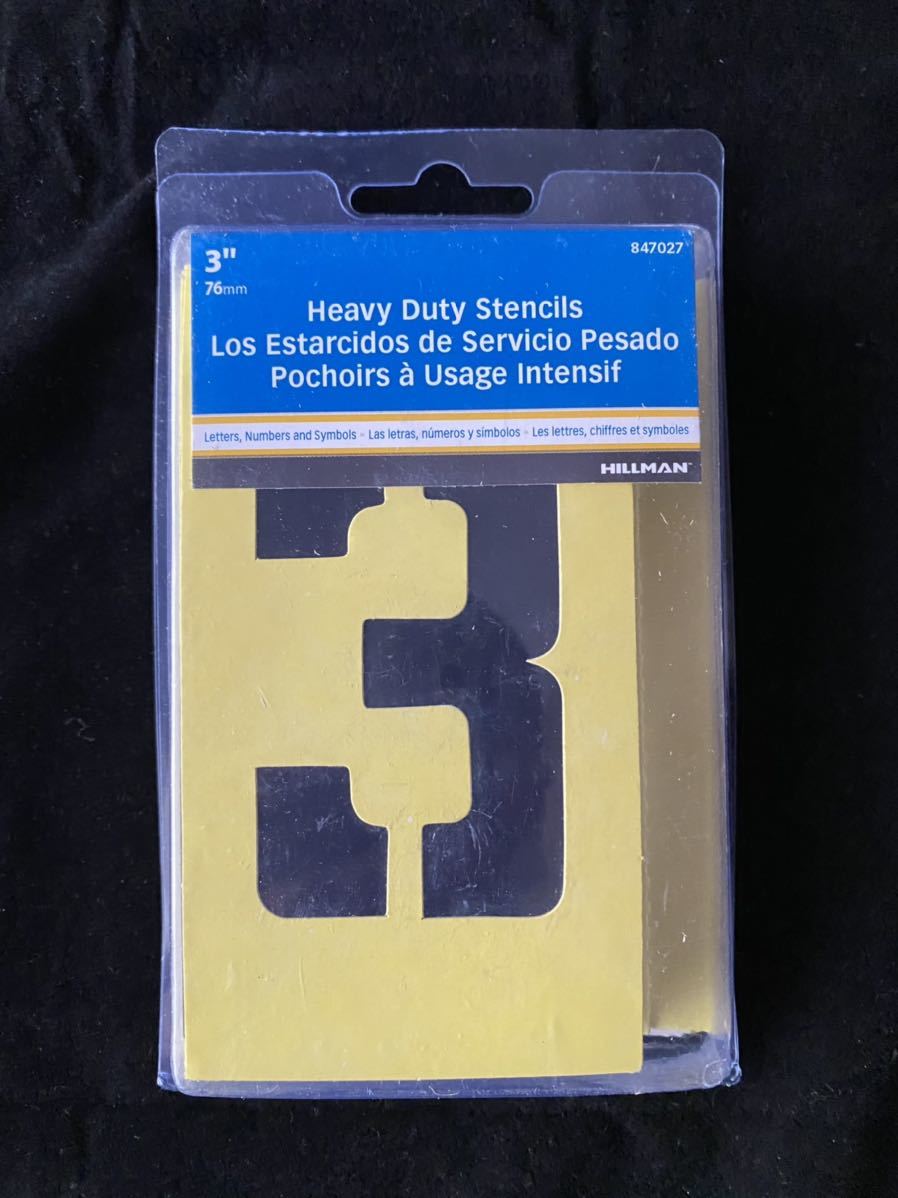 3"
847027
76mm
Heavy Duty Stencils
Los Estarcidos de Servicio Pesado
Pochoirs à Usage Intensif
Letters, Numbers and Symbols - Las letras, números y símbolos - Les lettres, chiffres et symboles
HILLMAN™
3